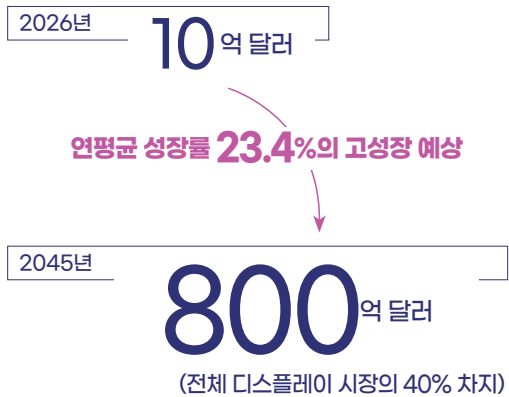 2026년
10억 달러
연평균 성장률 23.4%의 고성장 예상
2045년
800억 달러
(전체 디스플레이 시장의 40% 차지)